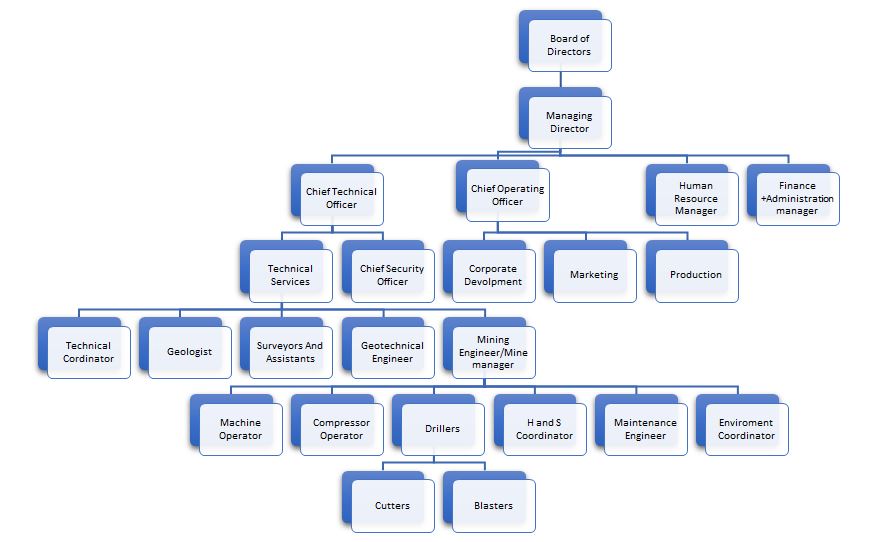 Board of
Directors
Managing
Director
Chief Technical
Officer
Chief Operating
Officer
Human
Resource
Manager
Finance
+Administration
manager
Technical
Services
Chief Security
Officer
Corporate
Devolpment
Marketing
Production
Technical
Cordinator
Geologist
Surveyors And
Assistants
Geotechnical
Engineer
Mining
Engineer/Mine
manager
Machine
Operator
Compressor
Operator
Drillers
H and S
Coordinator
Maintenance
Engineer
Enviroment
Coordinator
Cutters
Blasters